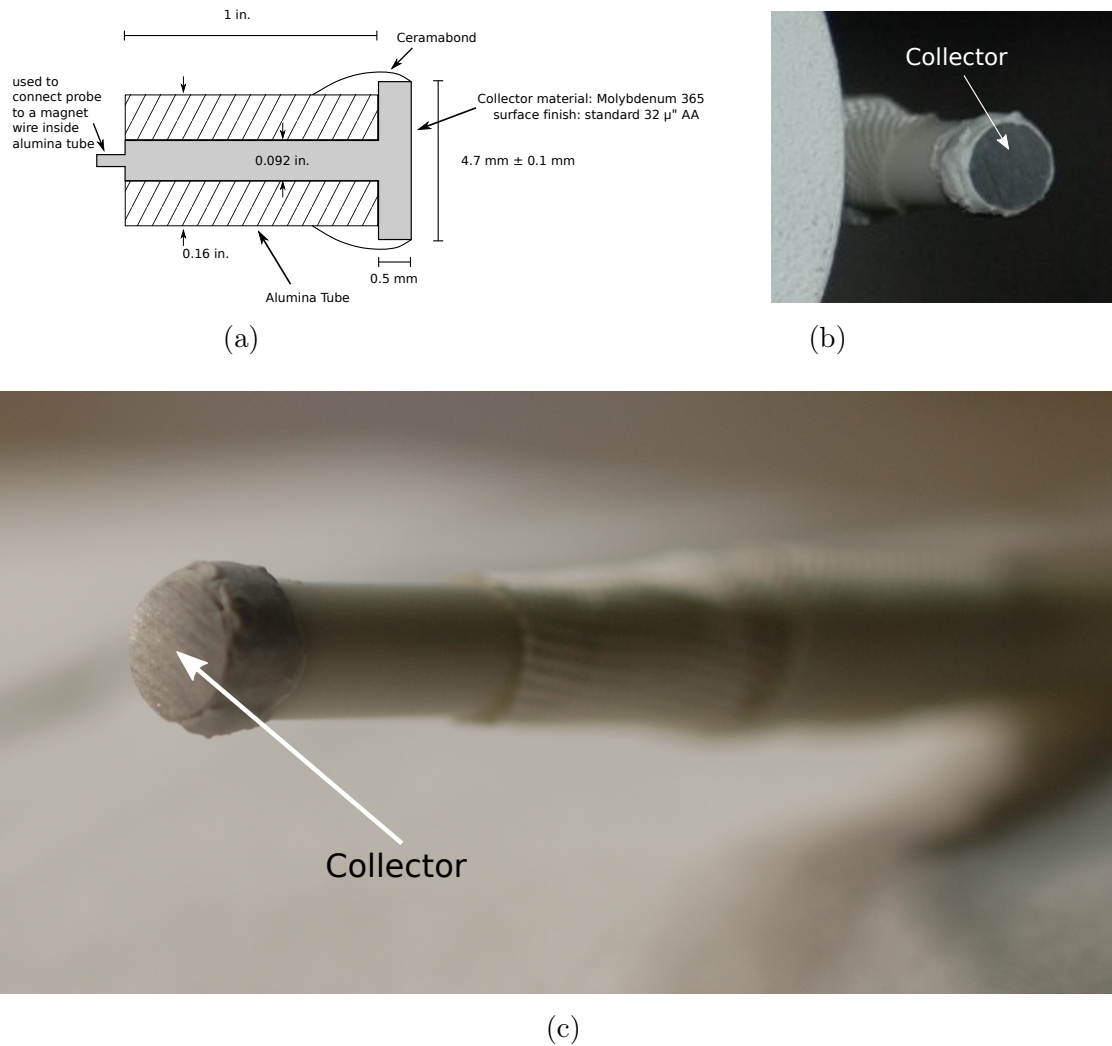 1 in.
Ceramabond
used to
connect probe
to a magnet
wire inside
alumina tube
Collector material: Molybdenum 365
surface finish: standard 32 µ" AA
0.092 in.
4.7 mm ± 0.1 mm
0.16 in.
0.5 mm
Alumina Tube
(a)
Collector
(b)
Collector
(c)